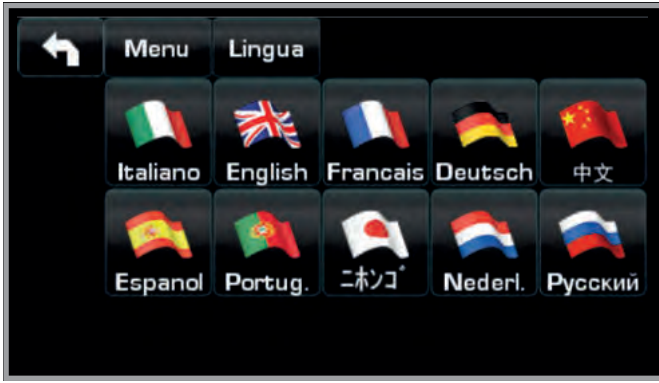 Menu Lingua
Italiano English Francais Deutsch 中文
Espanol Portug. ニホンゴ Nederl. Русский